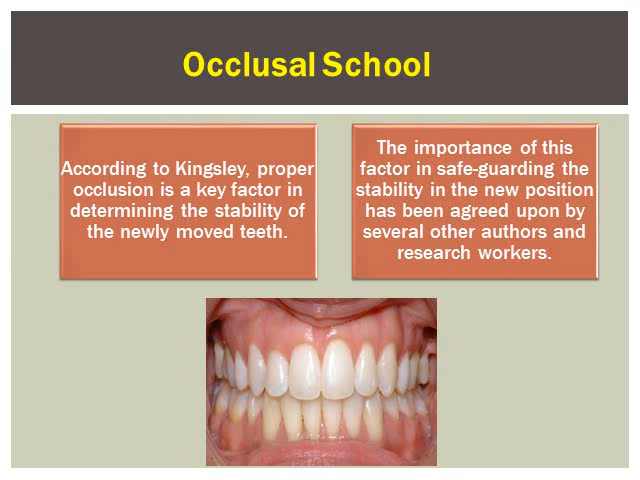 Occlusal School
According to Kingsley, proper
occlusion is a key factor in
determining the stability of
the newly moved teeth.
The importance of this
factor in safe-guarding the
stability in the new position
has been agreed upon by
several other authors and
research workers.